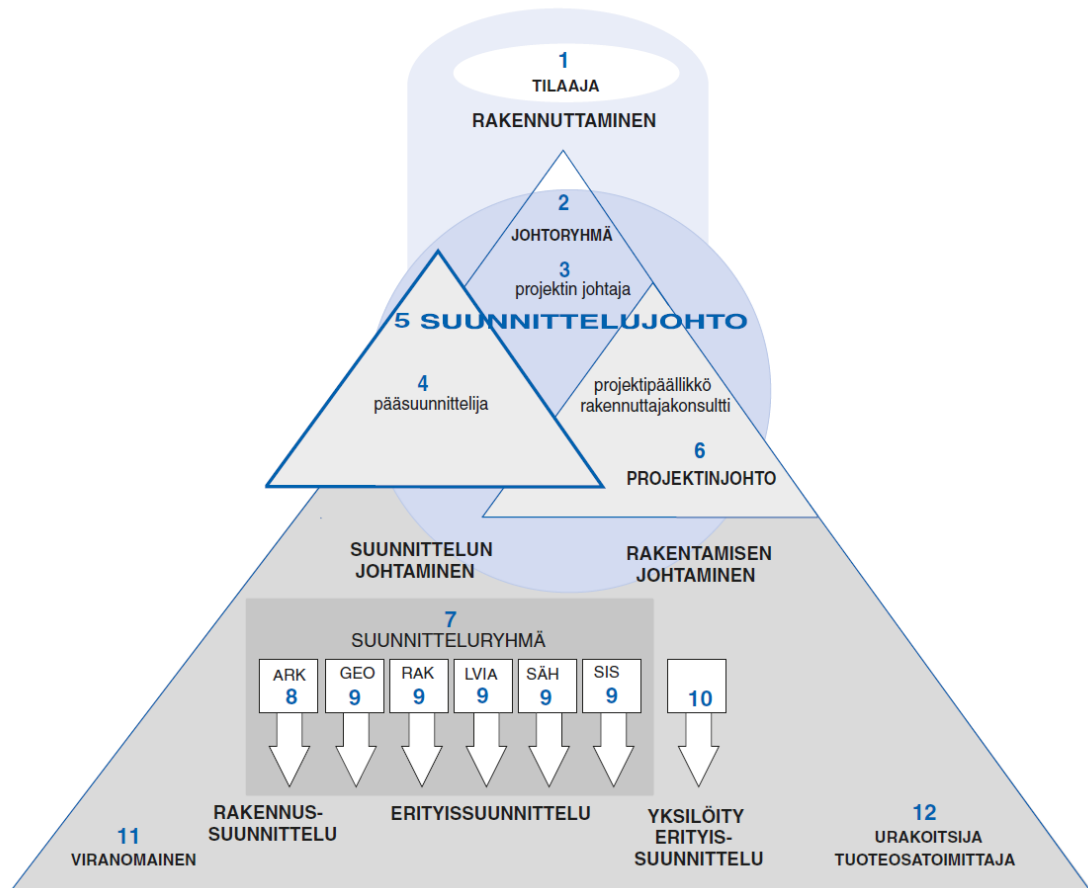 1
TILAAJA
RAKENNUTTAMINEN
2
JOHTORYHMÄ
3
projektin johtaja
5 SUUNNITTELUJOHTO
4
pääsuunnittelija
projektipäällikkö
rakennuttajakonsultti
6
PROJEKTINJOHTO
SUUNNITTELUN
JOHTAMINEN
RAKENTAMISEN
JOHTAMINEN
7
SUUNNITTELURYHMÄ
ARK
8
GEO
9
RAK
9
LVIA
9
SÄH
9
SIS
9
10
RAKENNUS-
SUUNNITTELU
ERITYISSUUNNITTELU
YKSILÖITY
ERITYIS-
SUUNNITTELU
11
VIRANOMAINEN
12
URAKOITSIJA
TUOTEOSATOIMITTAJA